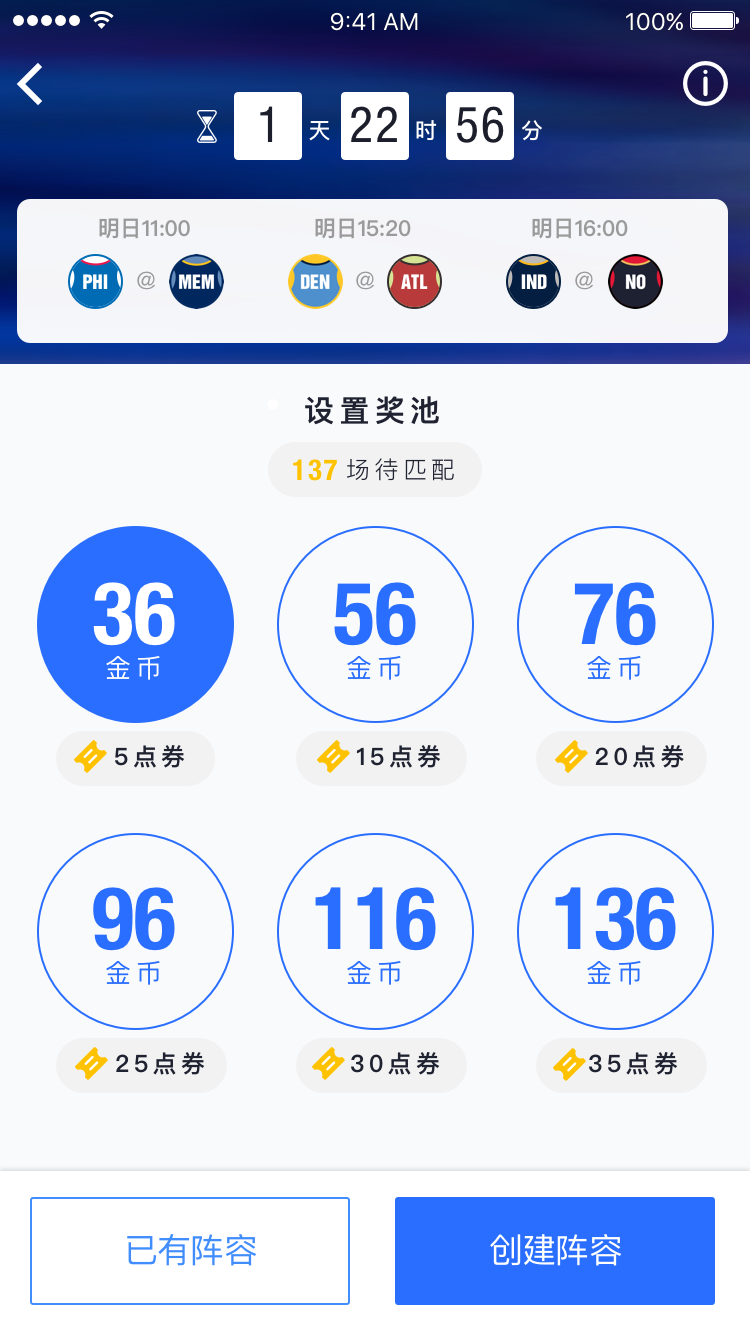 9:41 AM 100%
1 天 22 时 56 分
明日11:00 明日15:20 明日16:00
PHI @ MEM DEN @ ATL IND @ NO
设置奖池
137 场待匹配
36 56 76
金币 金币 金币
5点券 15点券 20点券
96 116 136
金币 金币 金币
25点券 30点券 35点券
已有阵容 创建阵容